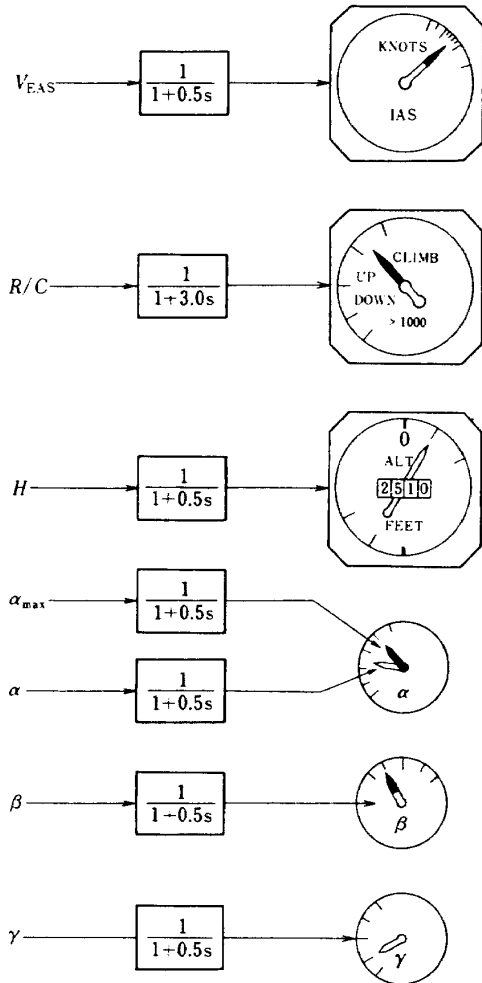 V_EAS
1
1+0.5s
KNOTS
IAS
R/C
1
1+3.0s
CLIMB
UP
DOWN
> 1000
H
1
1+0.5s
0
ALT
2510
FEET
α_max
1
1+0.5s
α
1
1+0.5s
α
β
1
1+0.5s
β
γ
1
1+0.5s
γ